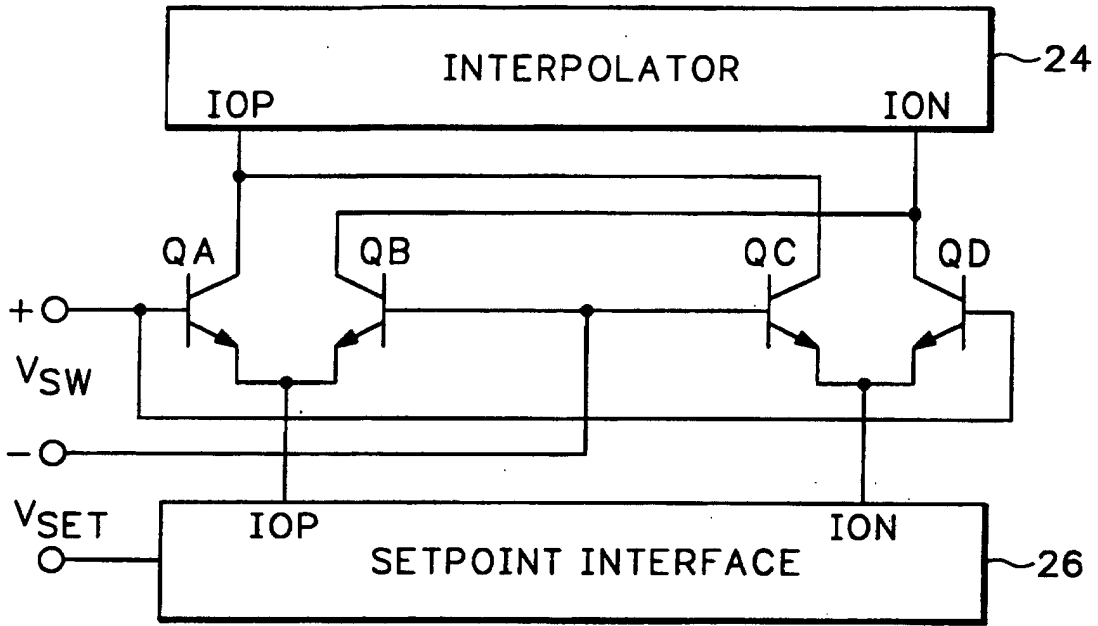 INTERPOLATOR
24
IOP
ION
QA
QB
QC
QD
+
VSW
-
VSET
IOP
ION
SETPOINT INTERFACE
26